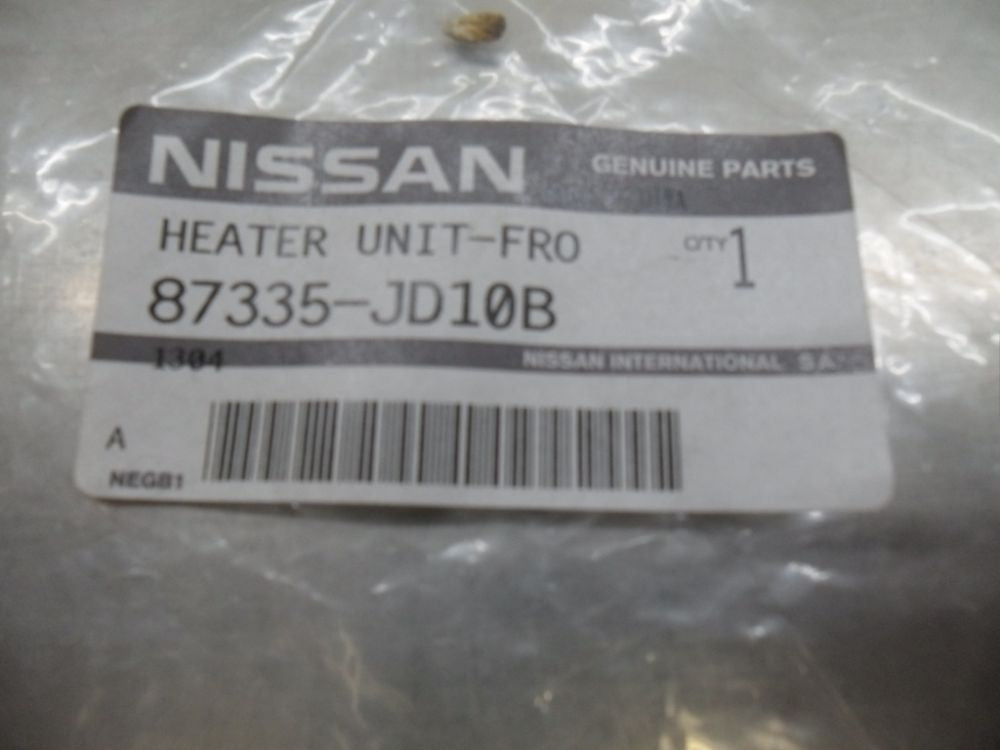 NISSAN GENUINE PARTS
HEATER UNIT-FRO QTY 1
87335-JD10B
1304 NISSAN INTERNATIONAL S.A.
A
NEGB1